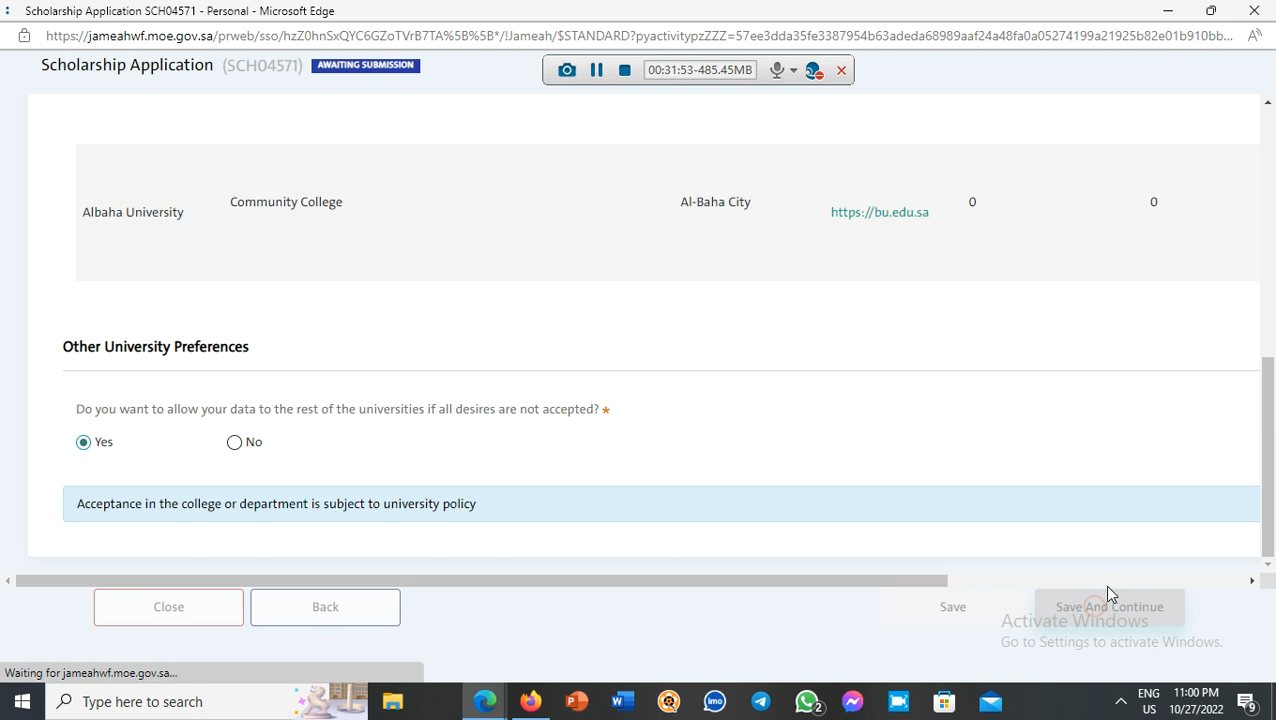 Scholarship Application SCH04571 - Personal - Microsoft Edge
https://jameahwf.moe.gov.sa/prweb/sso/hzZ0hnSxQYC6GZoTVrB7TA%5B%5B*/!Jameah/$STANDARD?pyactivitypzZZZ=57ee3dda35fe3387954b63adeda68989aaf24a48fa0a05274199a21925b82e01b910bb...
Scholarship Application (SCH04571) AWAITING SUBMISSION
00:31:53-485.45MB
Albaha University Community College Al-Baha City https://bu.edu.sa 0 0
Other University Preferences
Do you want to allow your data to the rest of the universities if all desires are not accepted? *
Yes No
Acceptance in the college or department is subject to university policy
Close Back Save Save And Continue
Activate Windows
Go to Settings to activate Windows.
Waiting for jameahwf.moe.gov.sa...
Type here to search
imo
2
ENG
US
11:00 PM
10/27/2022
9